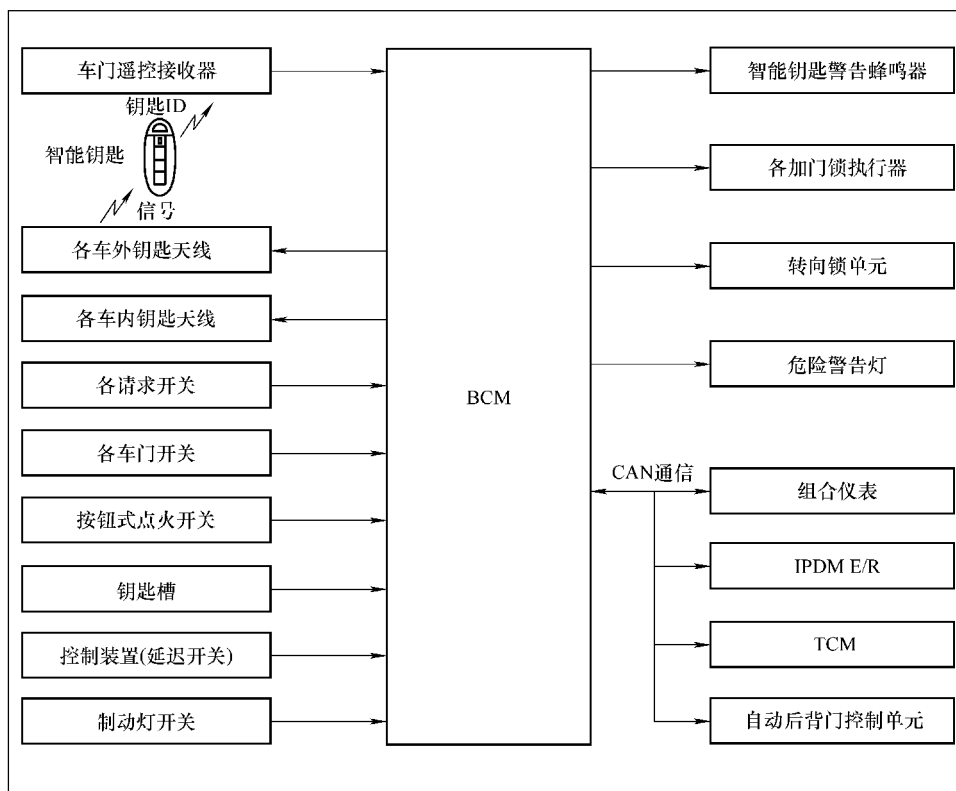 车门遥控接收器
钥匙ID
智能钥匙
信号
各车外钥匙天线
各车内钥匙天线
各请求开关
各车门开关
按钮式点火开关
钥匙槽
控制装置(延迟开关)
制动灯开关
BCM
智能钥匙警告蜂鸣器
各加门锁执行器
转向锁单元
危险警告灯
CAN通信
组合仪表
IPDM E/R
TCM
自动后背门控制单元